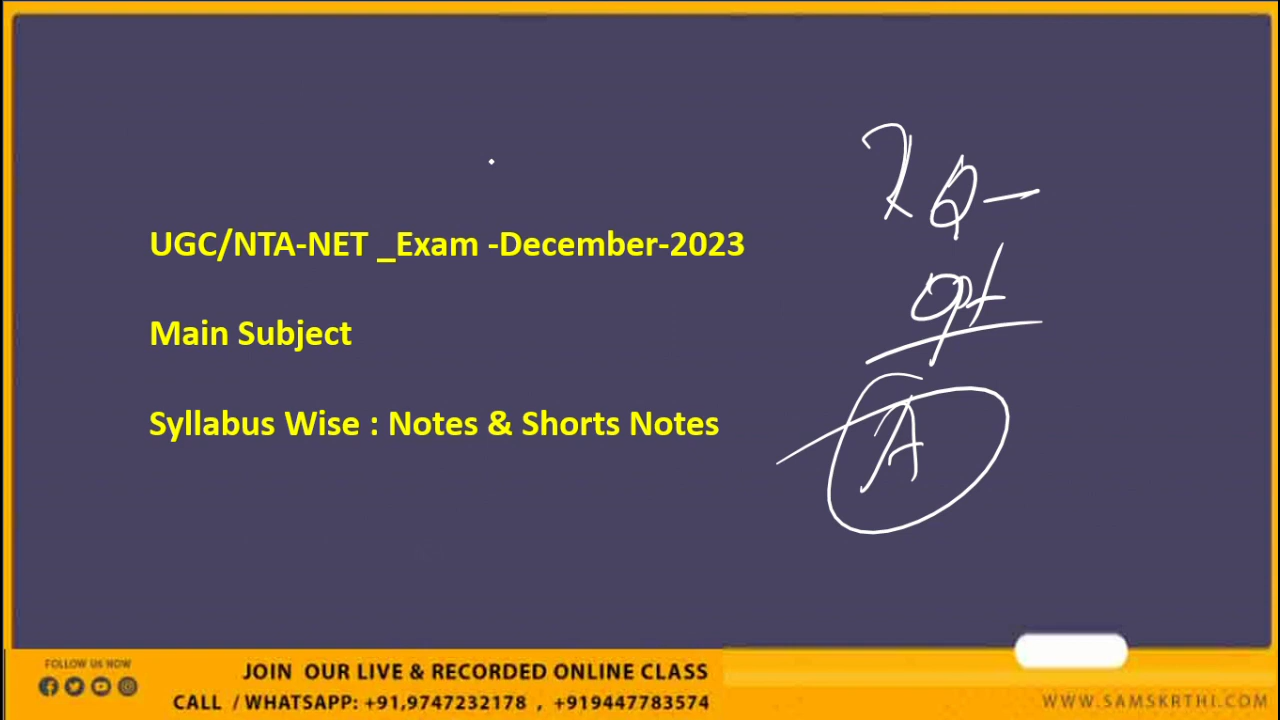 UGC/NTA-NET _Exam -December-2023
Main Subject
Syllabus Wise : Notes & Shorts Notes
Q-
opt
A
FOLLOW US NOW
JOIN OUR LIVE & RECORDED ONLINE CLASS
CALL / WHATSAPP: +91,9747232178 , +919447783574
WWW.SAMSKRTHI.COM